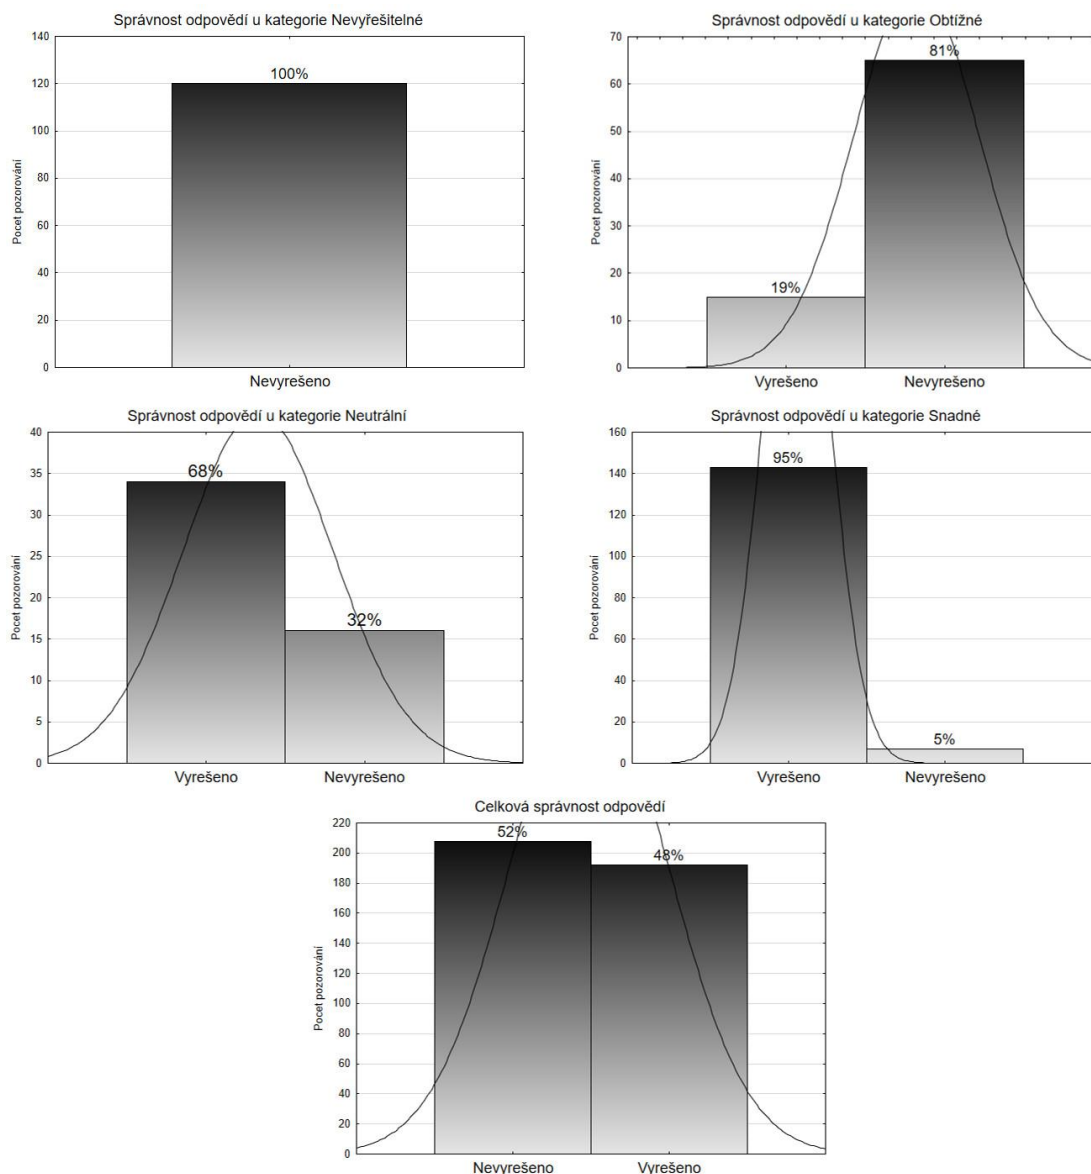 Správnost odpovědí u kategorie Nevyřešitelné
140
120
100
80
60
40
20
0
Pocet pozorování
100%
Nevyrešeno
Správnost odpovědí u kategorie Obtížné
70
60
50
40
30
20
10
0
Pocet pozorování
19%
81%
Vyrešeno
Nevyrešeno
Správnost odpovědí u kategorie Neutrální
40
35
30
25
20
15
10
5
0
Pocet pozorování
68%
32%
Vyrešeno
Nevyrešeno
Správnost odpovědí u kategorie Snadné
160
140
120
100
80
60
40
20
0
Pocet pozorování
95%
5%
Vyrešeno
Nevyrešeno
Celková správnost odpovědí
220
200
180
160
140
120
100
80
60
40
20
0
Pocet pozorování
52%
48%
Nevyrešeno
Vyrešeno